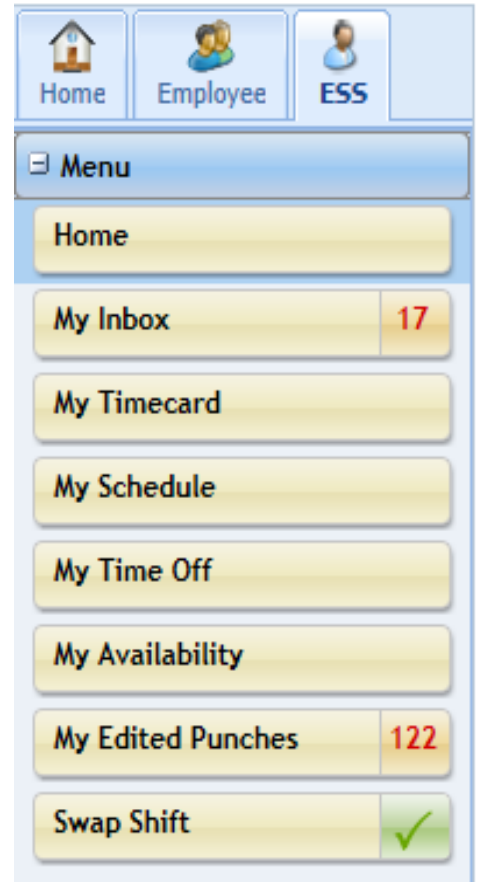 Home Employee ESS
Menu
Home
My Inbox 17
My Timecard
My Schedule
My Time Off
My Availability
My Edited Punches 122
Swap Shift